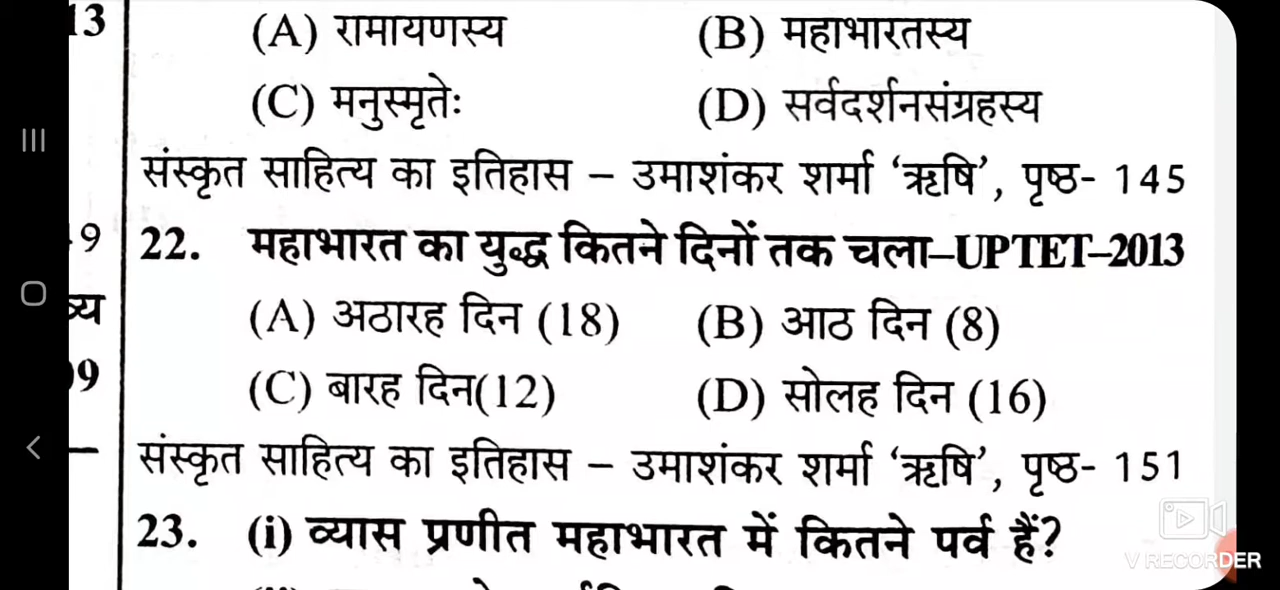 13
(A) रामायणस्य (B) महाभारतस्य
(C) मनुस्मृतेः (D) सर्वदर्शनसंग्रहस्य
संस्कृत साहित्य का इतिहास – उमाशंकर शर्मा ‘ऋषि’, पृष्ठ- 145
9
22. महाभारत का युद्ध कितने दिनों तक चला–UPTET–2013
(A) अठारह दिन (18) (B) आठ दिन (8)
9
(C) बारह दिन(12) (D) सोलह दिन (16)
संस्कृत साहित्य का इतिहास – उमाशंकर शर्मा ‘ऋषि’, पृष्ठ- 151
23. (i) व्यास प्रणीत महाभारत में कितने पर्व हैं?
V RECORDER